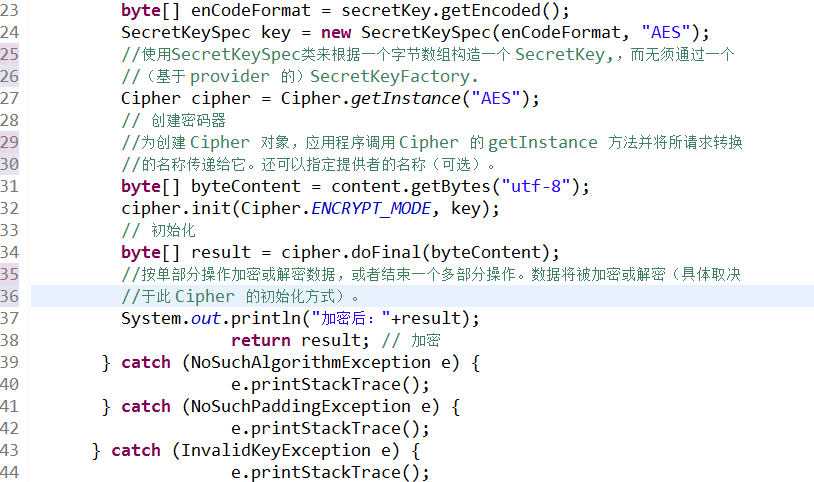 23 byte[] enCodeFormat = secretKey.getEncoded();
24 SecretKeySpec key = new SecretKeySpec(enCodeFormat, "AES");
25 //使用SecretKeySpec类来根据一个字节数组构造一个 SecretKey,，而无须通过一个
26 //（基于 provider 的）SecretKeyFactory.
27 Cipher cipher = Cipher.getInstance("AES");
28 // 创建密码器
29 //为创建 Cipher 对象，应用程序调用 Cipher 的 getInstance 方法并将所请求转换
30 //的名称传递给它。还可以指定提供者的名称（可选）。
31 byte[] byteContent = content.getBytes("utf-8");
32 cipher.init(Cipher.ENCRYPT_MODE, key);
33 // 初始化
34 byte[] result = cipher.doFinal(byteContent);
35 //按单部分操作加密或解密数据，或者结束一个多部分操作。数据将被加密或解密（具体取决
36 //于此 Cipher 的初始化方式）。
37 System.out.println("加密后："+result);
38 return result; // 加密
39 } catch (NoSuchAlgorithmException e) {
40 e.printStackTrace();
41 } catch (NoSuchPaddingException e) {
42 e.printStackTrace();
43 } catch (InvalidKeyException e) {
44 e.printStackTrace();